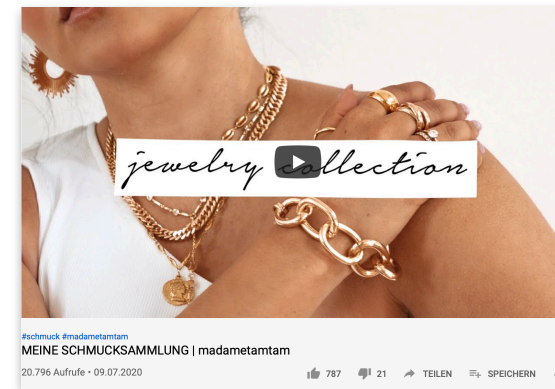 jewelry collection
#schmuck #madametamtam
MEINE SCHMUCKSAMMLUNG | madametamtam
20.796 Aufrufe • 09.07.2020 787 21 TEILEN SPEICHERN